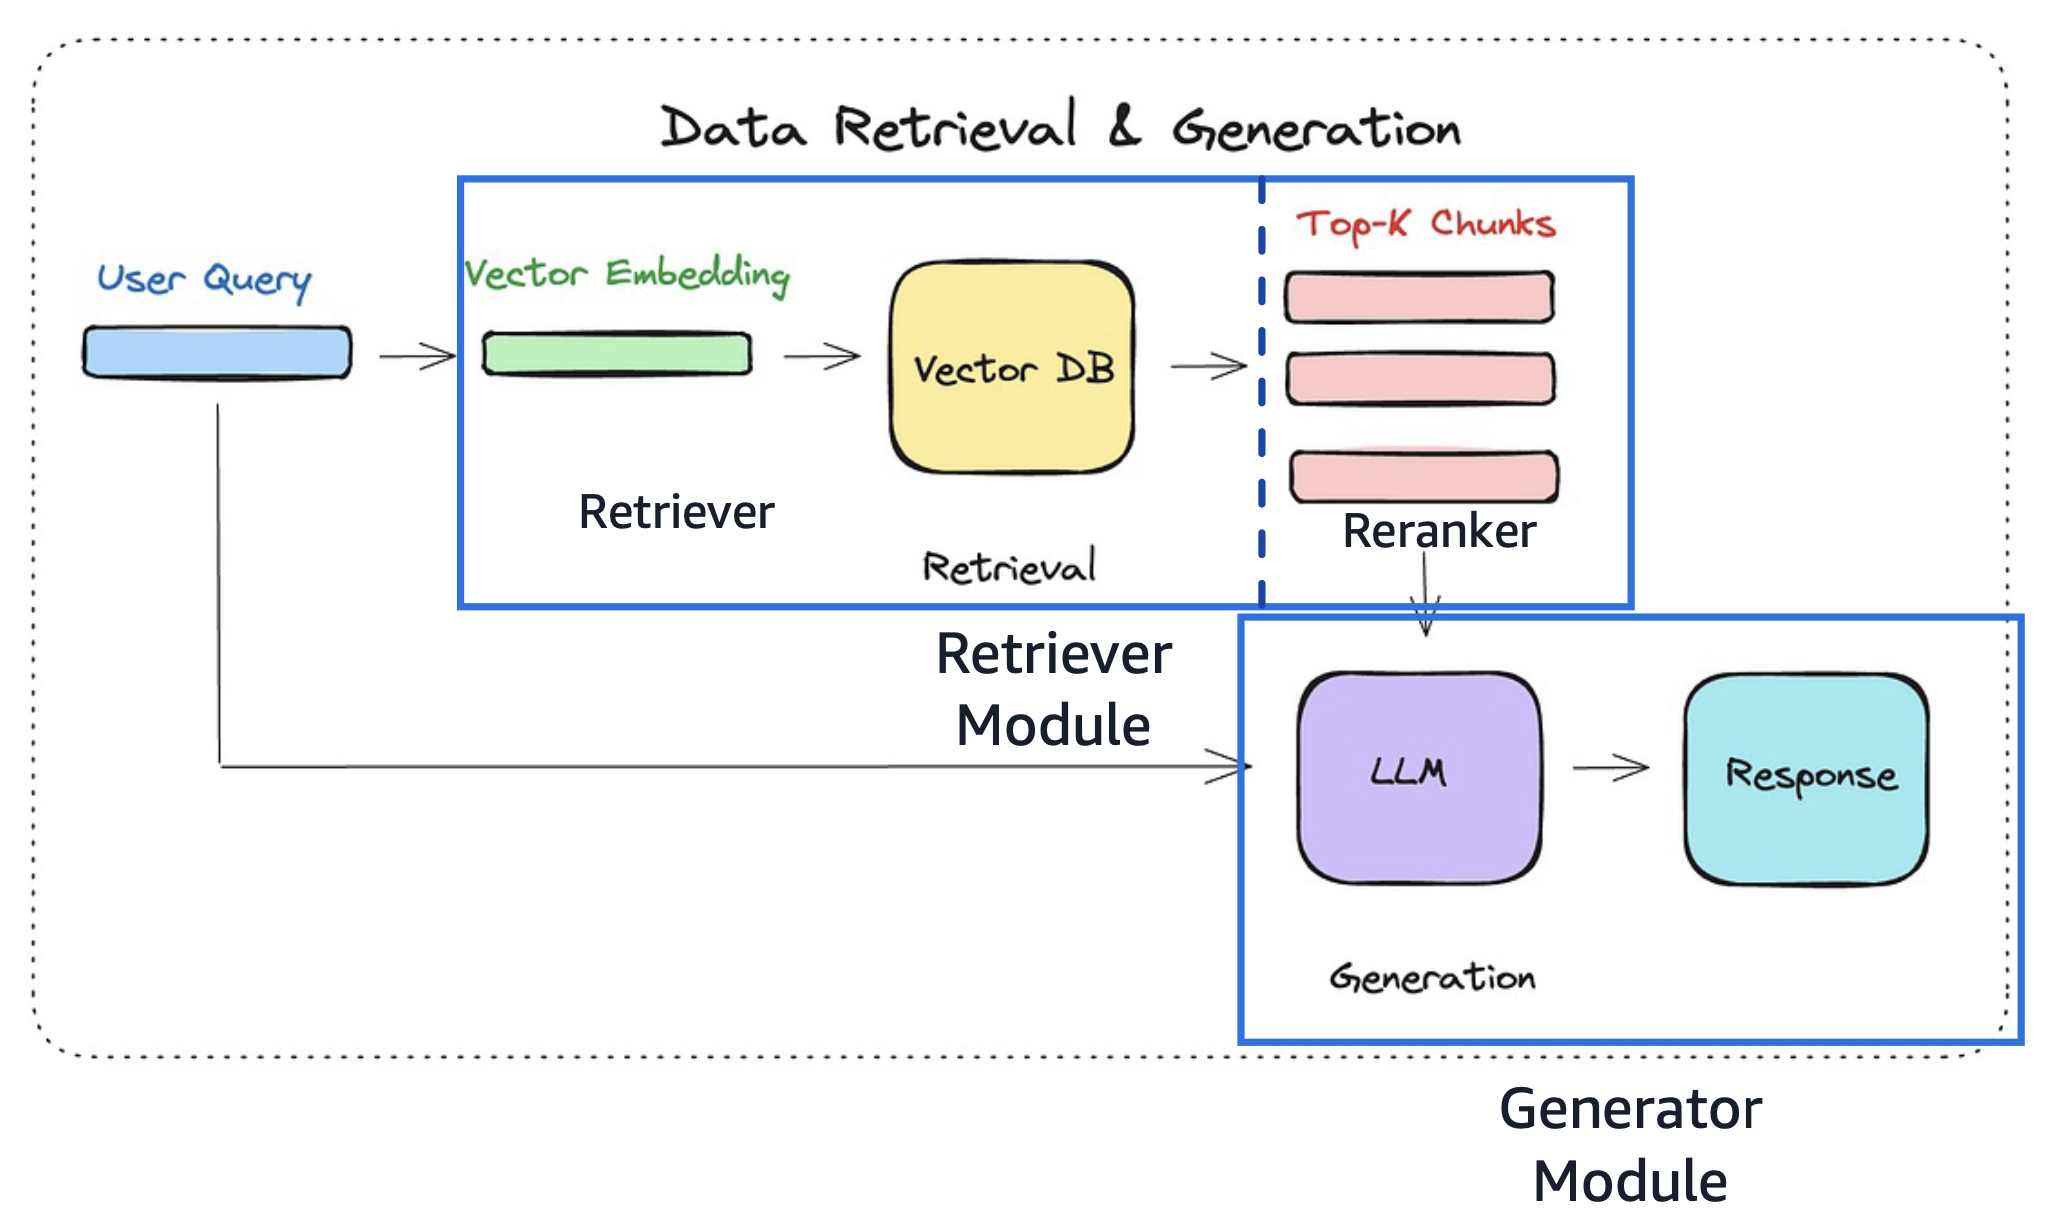 Data Retrieval & Generation
User Query
Vector Embedding
Vector DB
Top-K Chunks
Retriever
Retrieval
Reranker
Retriever
Module
LLM
Response
Generation
Generator
Module